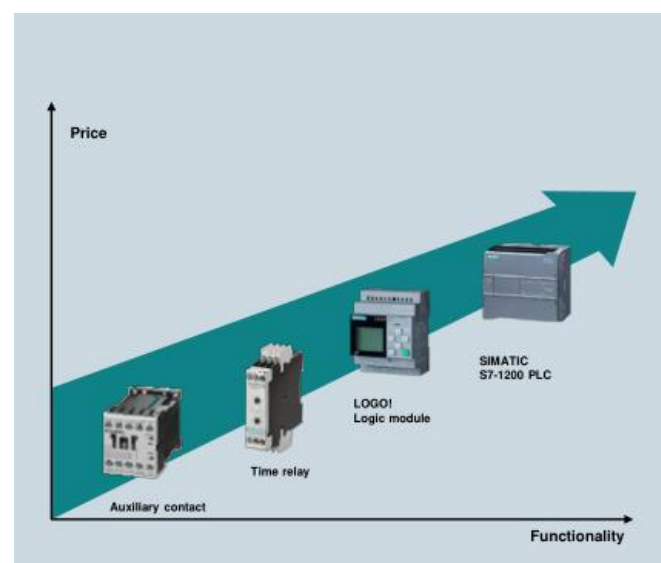 Price
SIMATIC
S7-1200 PLC
LOGO!
Logic module
Time relay
Auxiliary contact
Functionality